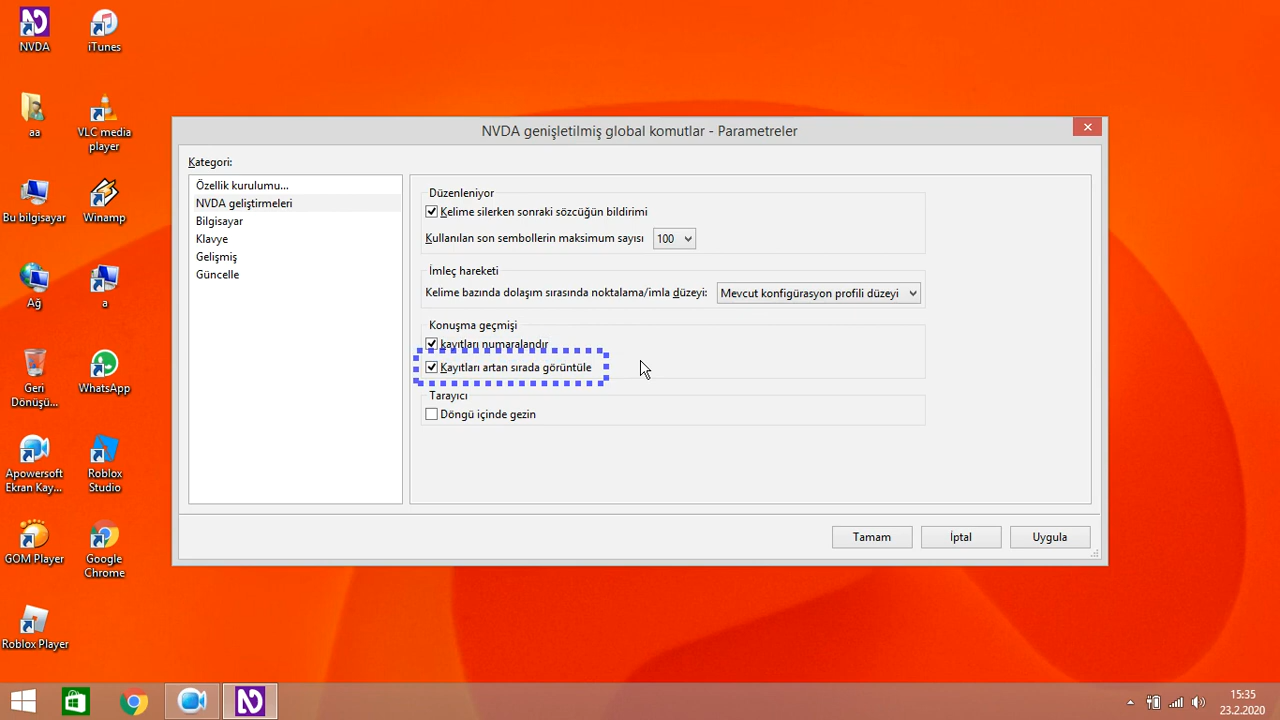 NVDA
iTunes
aa
VLC media
player
Bu bilgisayar
Winamp
Ağ
a
Geri
Dönüşü...
WhatsApp
Apowersoft
Ekran Kay...
Roblox
Studio
GOM Player
Google
Chrome
Roblox Player
NVDA genişletilmiş global komutlar - Parametreler
Kategori:
Özellik kurulumu...
NVDA geliştirmeleri
Bilgisayar
Klavye
Gelişmiş
Güncelle
Düzenleniyor
Kelime silerken sonraki sözcüğün bildirimi
Kullanılan son sembollerin maksimum sayısı 100
İmleç hareketi
Kelime bazında dolaşım sırasında noktalama/imla düzeyi: Mevcut konfigürasyon profili düzeyi
Konuşma geçmişi
kayıtları numaralandır
Kayıtları artan sırada görüntüle
Tarayıcı
Döngü içinde gezin
Tamam İptal Uygula
15:35
23.2.2020